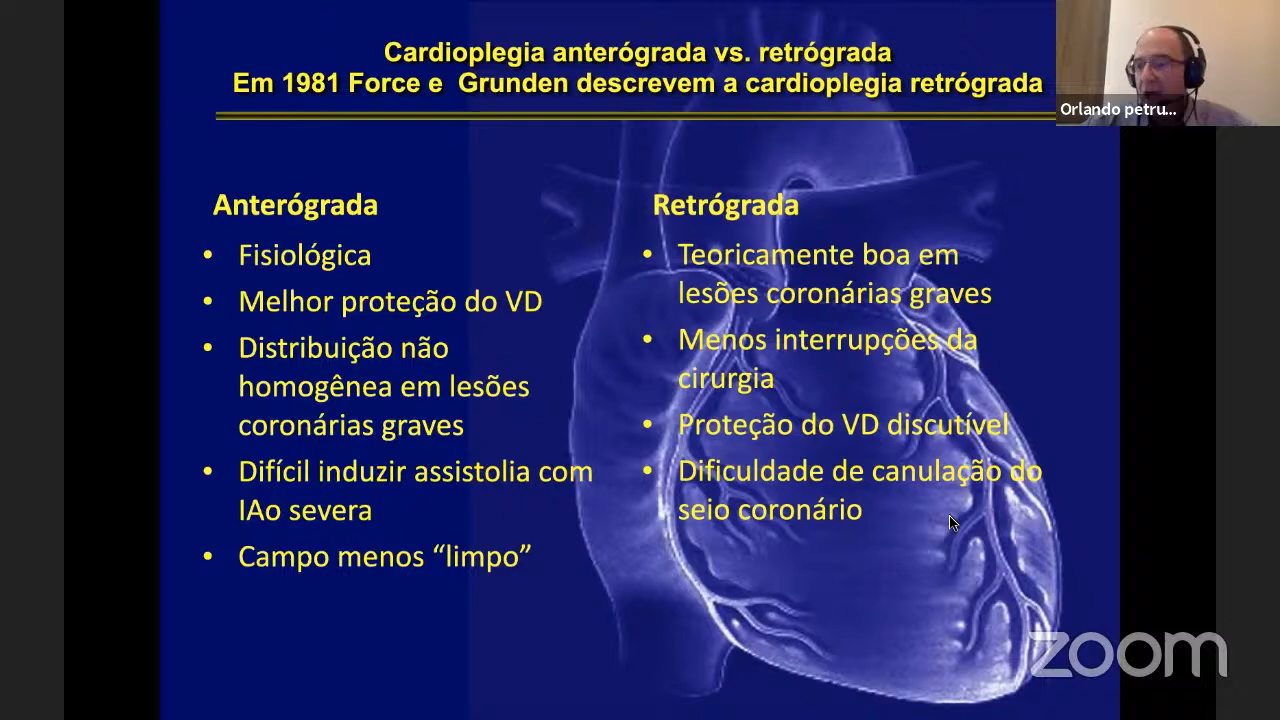 Cardioplegia anterógrada vs. retrógrada
Em 1981 Force e Grunden descrevem a cardioplegia retrógrada
Orlando petru...
Anterógrada
• Fisiológica
• Melhor proteção do VD
• Distribuição não
homogênea em lesões
coronárias graves
• Difícil induzir assistolia com
IAo severa
• Campo menos “limpo”
Retrógrada
• Teoricamente boa em
lesões coronárias graves
• Menos interrupções da
cirurgia
• Proteção do VD discutível
• Dificuldade de canulação do
seio coronário
zoom